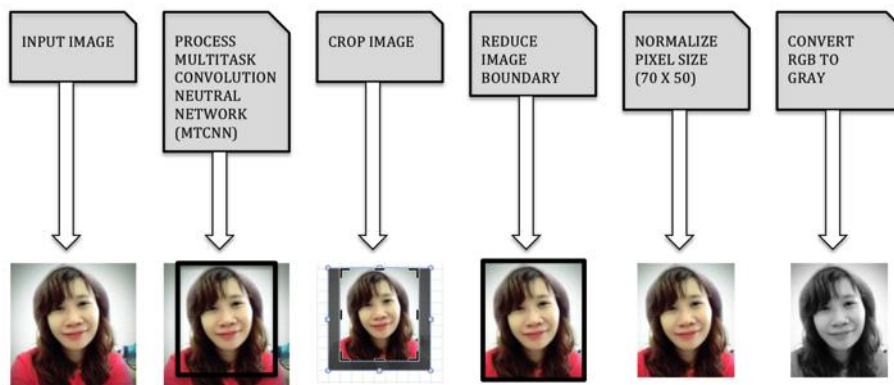 INPUT IMAGE
PROCESS
MULTITASK
CONVOLUTION
NEUTRAL
NETWORK
(MTCNN)
CROP IMAGE
REDUCE
IMAGE
BOUNDARY
NORMALIZE
PIXEL SIZE
(70 X 50)
CONVERT
RGB TO
GRAY